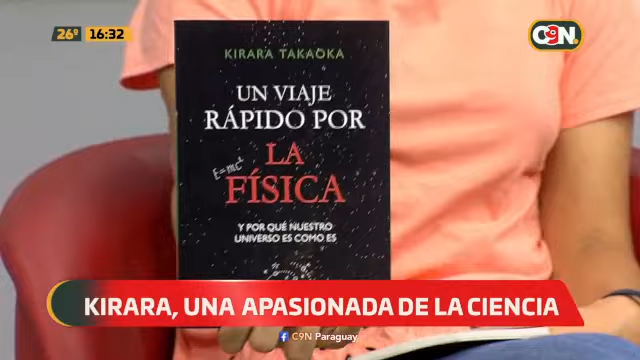 26º 16:32
C9N
KIRARA TAKAOKA
UN VIAJE
RÁPIDO POR
LA
E=mc²
FÍSICA
Y POR QUÉ NUESTRO
UNIVERSO ES COMO ES
KIRARA, UNA APASIONADA DE LA CIENCIA
C9N Paraguay